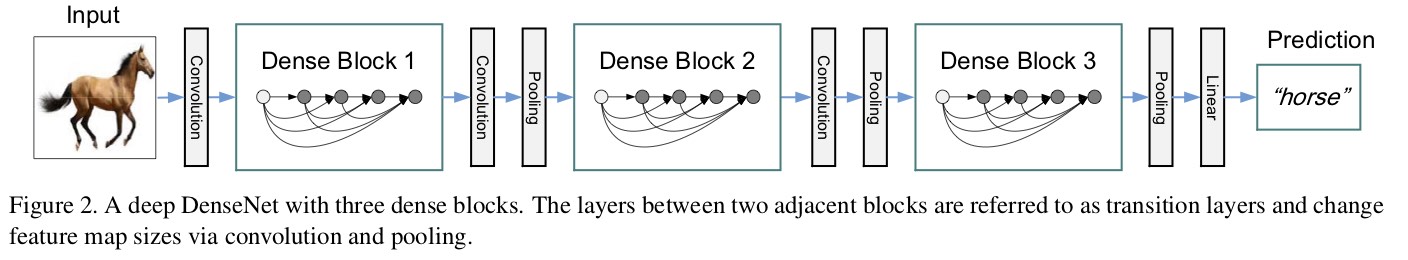 Input
Convolution
Dense Block 1
Convolution
Pooling
Dense Block 2
Convolution
Pooling
Dense Block 3
Pooling
Linear
Prediction
“horse”
Figure 2. A deep DenseNet with three dense blocks. The layers between two adjacent blocks are referred to as transition layers and change
feature map sizes via convolution and pooling.